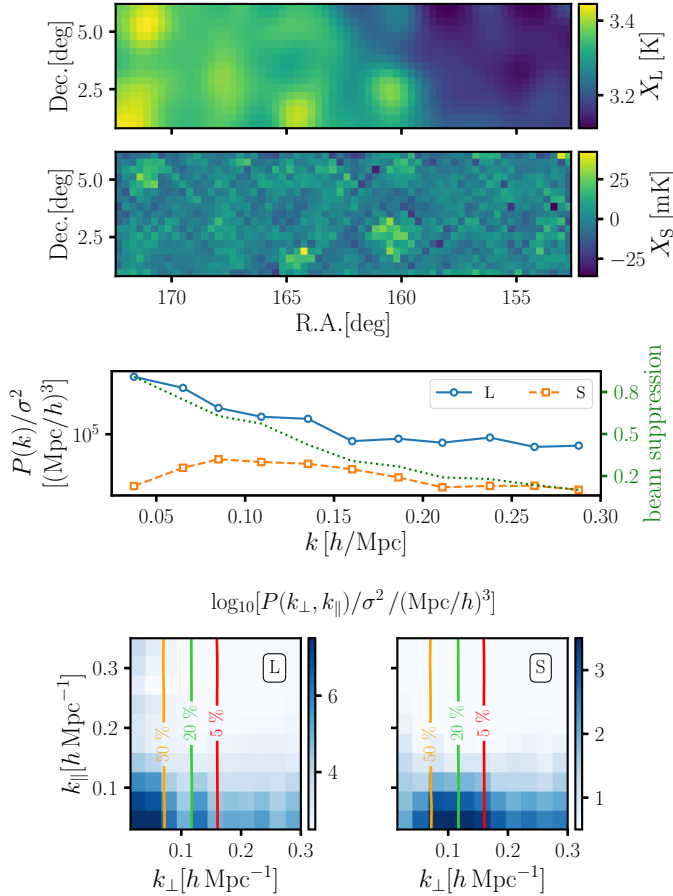 5.0
2.5
Dec.[deg]
3.4
3.2
X_L [K]
5.0
2.5
Dec.[deg]
25
0
−25
X_S [mK]
170
165
160
155
R.A.[deg]
P(k)/σ²
[(Mpc/h)³]
10⁵
L
S
0.8
0.5
0.2
beam suppression
0.05
0.10
0.15
0.20
0.25
0.30
k [h/Mpc]
log₁₀[P(k⊥, k∥)/σ²/(Mpc/h)³]
k∥[h Mpc⁻¹]
0.3
0.2
0.1
50 %
20 %
5 %
L
6
4
0.1
0.2
0.3
k⊥[h Mpc⁻¹]
50 %
20 %
5 %
S
3
2
1
0.1
0.2
0.3
k⊥[h Mpc⁻¹]